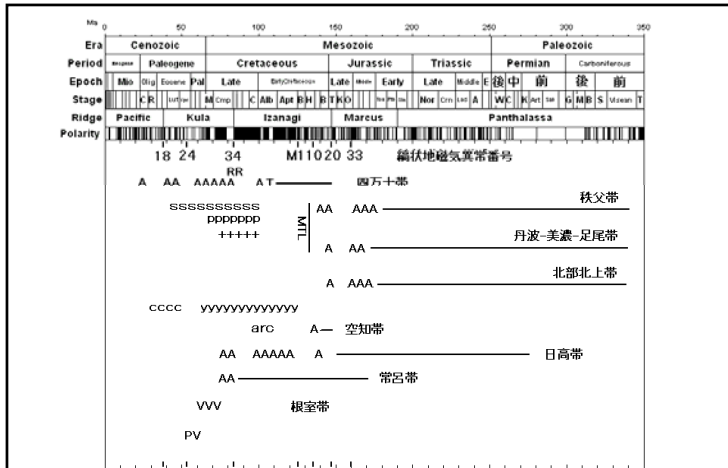 Ma 0 50 100 150 200 250 300 350
Era Cenozoic Mesozoic Paleozoic
Period Paleogene Cretaceous Jurassic Triassic Permian Carboniferous
Epoch Mio Olig Eocene Pal Late Early Cretaceous Late Middle Early Late Middle E 後 中 前 後 前
Stage C R M Cmp C Alb Apt B H B T K O Nor Crn Lad A W C K Art Sak G M B S Visean T
Ridge Pacific Kula Izanagi Marcus Panthalassa
Polarity
18 24 34 M1 10 20 33 縞状地磁気異常番号
RR
A AA AAAAA A T 四万十帯
SSSSSSSSSS AA AAA 秩父帯
PPPPPPP
+++++ MTL A AA 丹波-美濃-足尾帯
A AAA 北部北上帯
cccc yyyyyyyyyyyyy
arc A 空知帯
AA AAAAA A 日高帯
AA 常呂帯
VVV 根室帯
PV